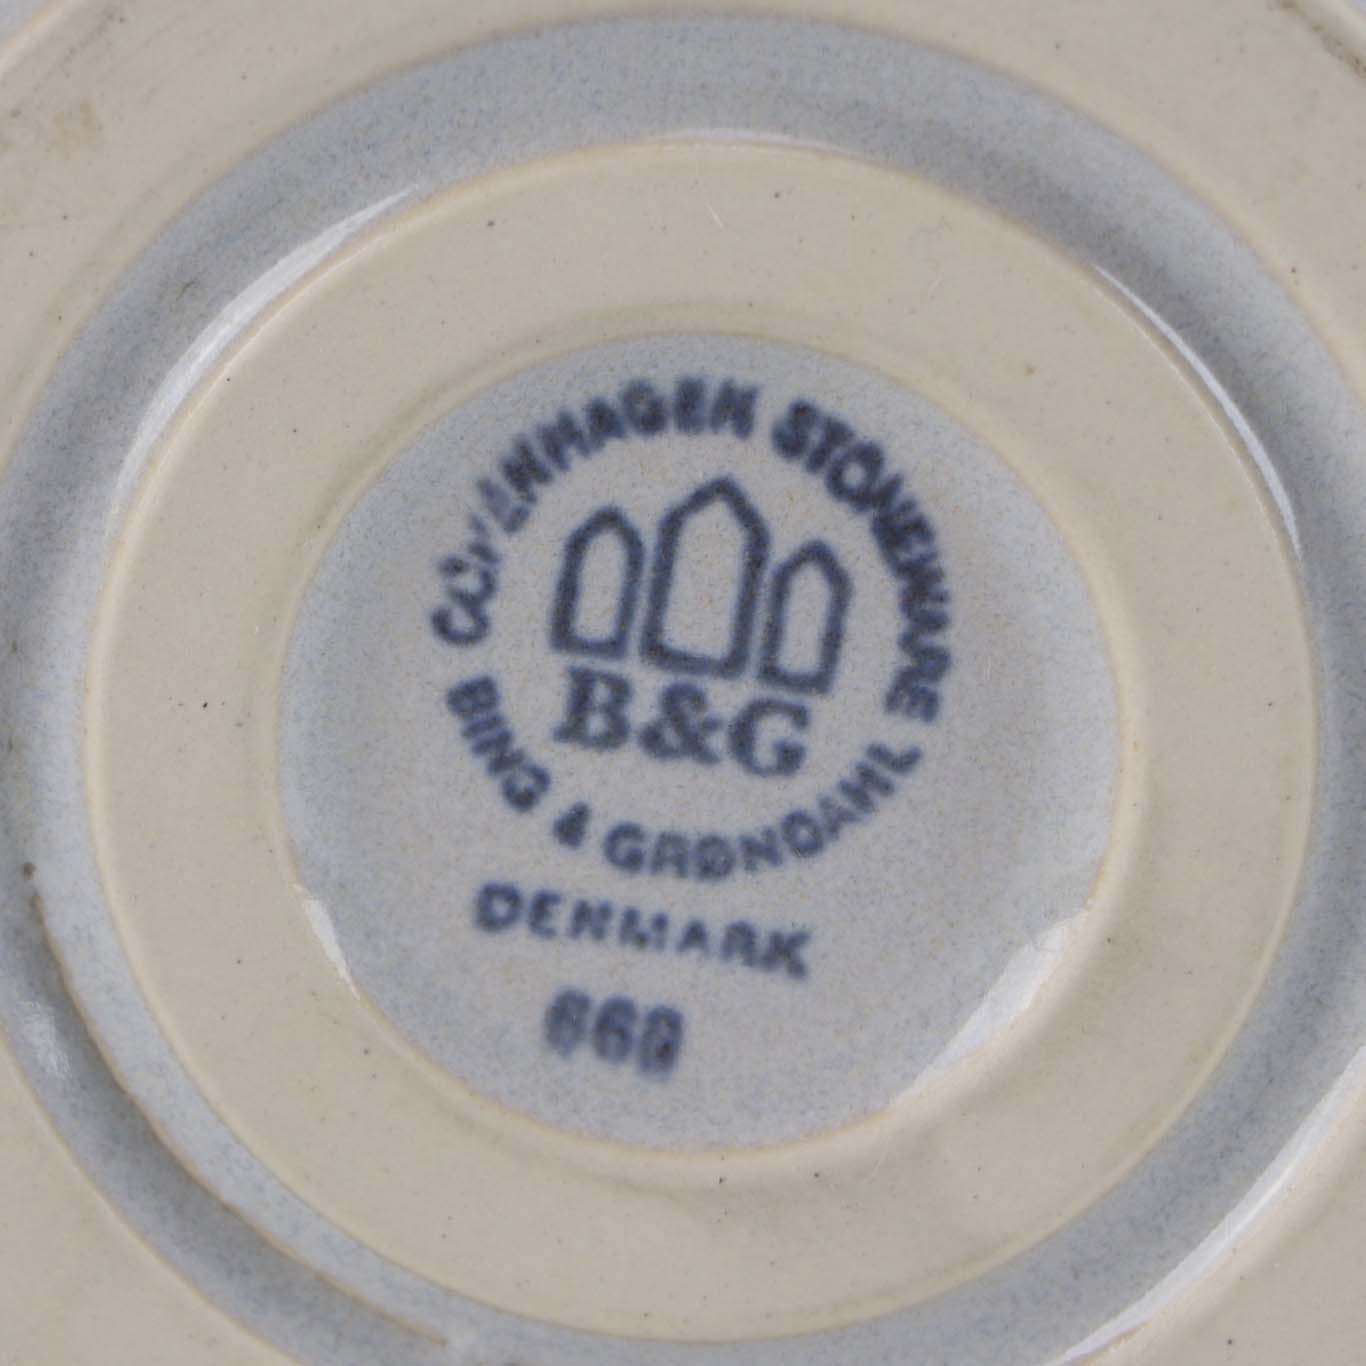 COPENHAGEN STONEWARE
B&G
BING & GRØNDAHL
DENMARK